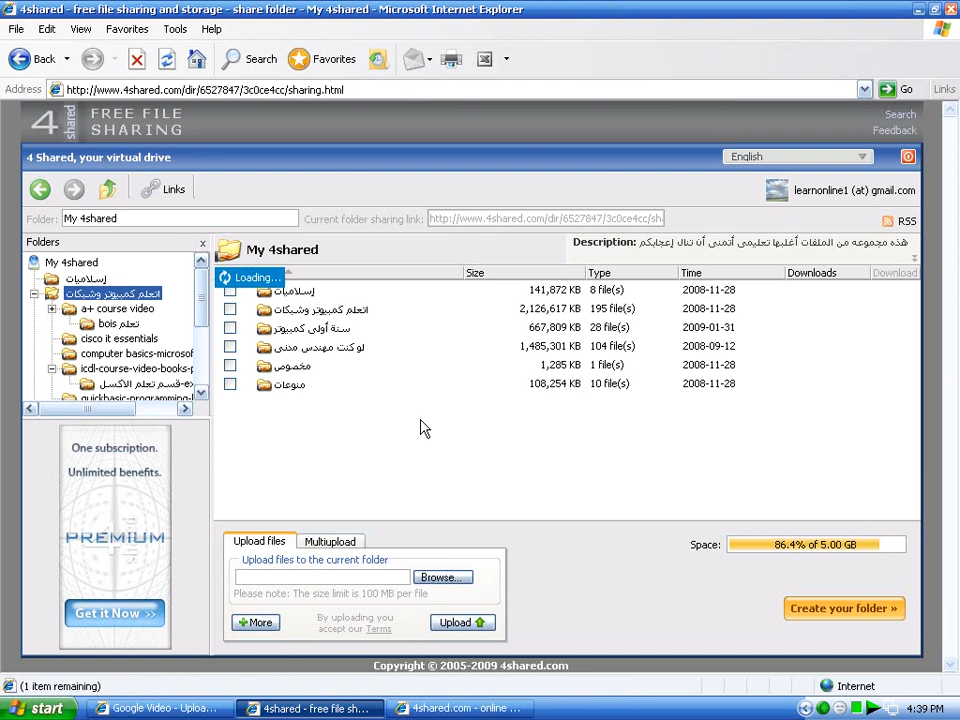 4shared - free file sharing and storage - share folder - My 4shared - Microsoft Internet Explorer
File Edit View Favorites Tools Help
Back Search Favorites
Address http://www.4shared.com/dir/6527847/3c0ce4cc/sharing.html Go Links
4 shared FREE FILE SHARING
Search
Feedback
4 Shared, your virtual drive English
Links learnonline1 (at) gmail.com
Folder: My 4shared Current folder sharing link: http://www.4shared.com/dir/6527847/3c0ce4cc/sha RSS
Folders x
My 4shared
إسلاميات
اتعلم كمبيوتر وشبكات
a+ course video
تعلم bois
cisco it essentials
computer basics-microsof
icdl-course-video-books-p
قسم تعلم الاكسل-ex
quickbasic-programming-l
My 4shared
Description: هذه مجموعه من الملفات أغلبها تعليمى أتمنى أن تنال إعجابكم
Loading... Size Type Time Downloads Download
إسلاميات 141,872 KB 8 file(s) 2008-11-28
اتعلم كمبيوتر وشبكات 2,126,617 KB 195 file(s) 2008-11-28
سنة أولى كمبيوتر 667,809 KB 28 file(s) 2009-01-31
لو كنت مهندس مدنى 1,485,301 KB 104 file(s) 2008-09-12
مخصوص 1,285 KB 1 file(s) 2008-11-28
منوعات 108,254 KB 10 file(s) 2008-11-28
One subscription.
Unlimited benefits.
PREMIUM
Get it Now >>
Upload files Multiupload
Upload files to the current folder
Browse...
Please note: The size limit is 100 MB per file
More By uploading you accept our Terms Upload
Space: 86.4% of 5.00 GB
Create your folder »
Copyright © 2005-2009 4shared.com
(1 item remaining) Internet
start Google Video - Uploa... 4shared - free file sh... 4shared.com - online ... 4:39 PM